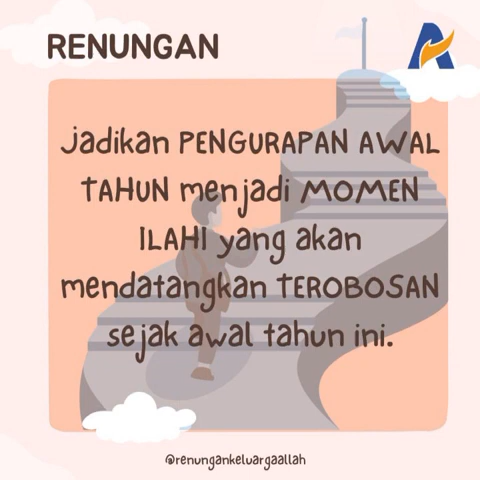 RENUNGAN
Jadikan PENGURAPAN AWAL
TAHUN menjadi MOMEN
ILAHI yang akan
mendatangkan TEROBOSAN
sejak awal tahun ini.
@renungankeluargaallah